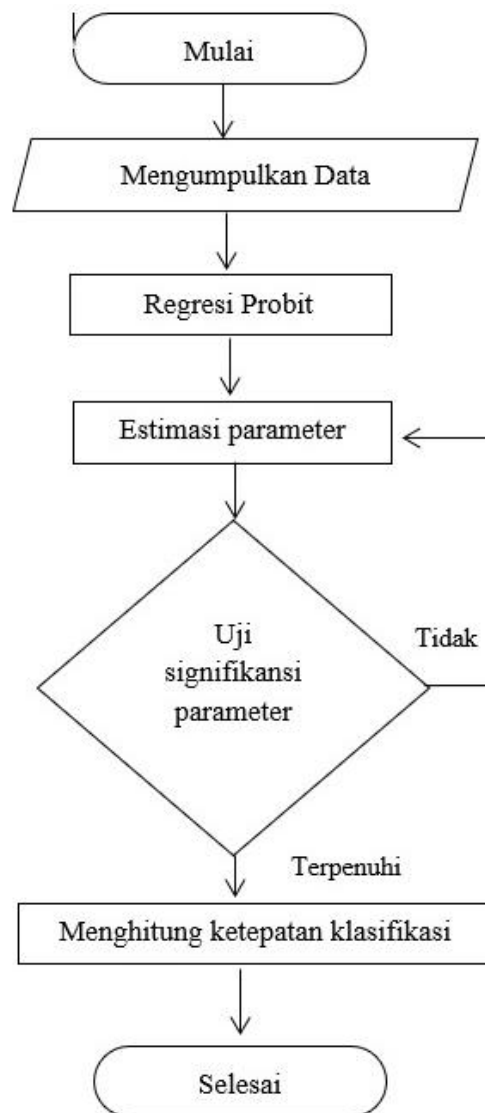 Mulai
Mengumpulkan Data
Regresi Probit
Estimasi parameter
Uji
signifikansi
parameter
Tidak
Terpenuhi
Menghitung ketepatan klasifikasi
Selesai